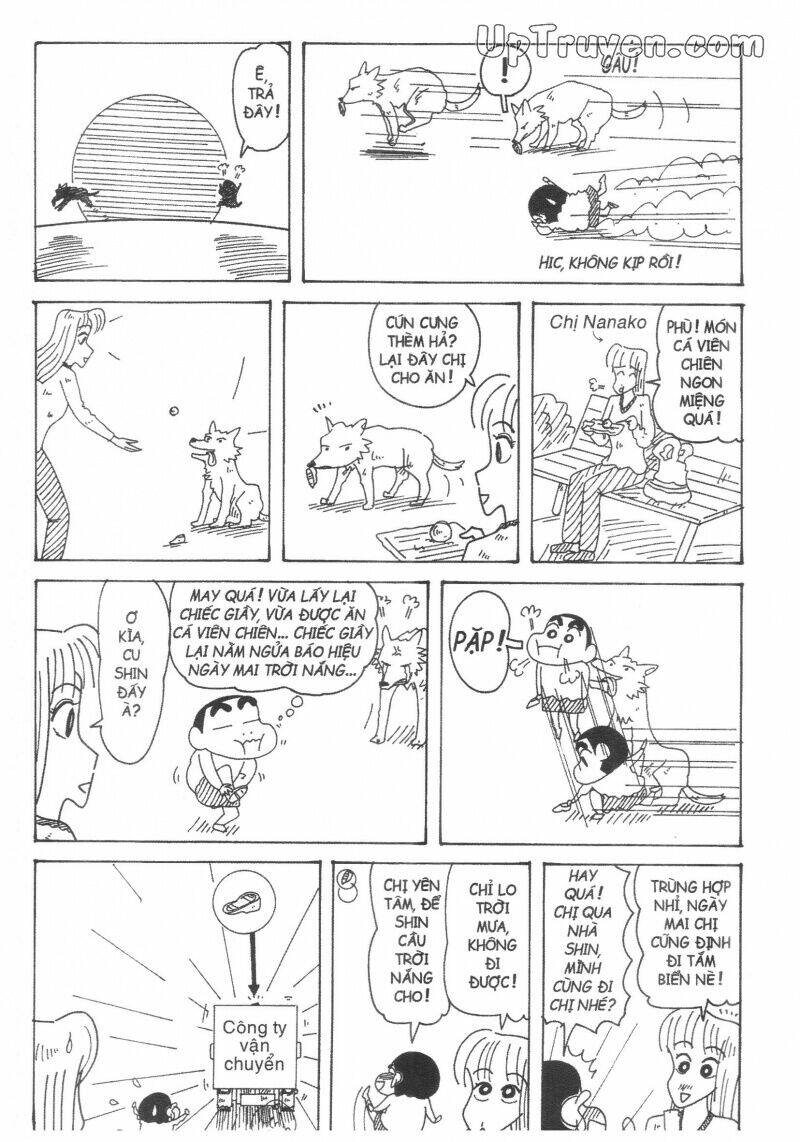 UpTruyen.com
GÂU!
!
HIC, KHÔNG KỊP RỒI!
Ê,
TRẢ
ĐÂY!
Chị Nanako
PHÙ! MÓN
CÁ VIÊN
CHIÊN
NGON
MIỆNG
QUÁ!
CÚN CƯNG
THÈM HẢ?
LẠI ĐÂY CHỊ
CHO ĂN!
PẶP!
MAY QUÁ! VỪA LẤY LẠI
CHIẾC GIÀY, VỪA ĐƯỢC ĂN
CÁ VIÊN CHIÊN... CHIẾC GIÀY
LẠI NẰM NGỬA BÁO HIỆU
NGÀY MAI TRỜI NẮNG...
Ơ
KÌA,
CU
SHIN
ĐẤY
À?
TRÙNG HỢP
NHỈ, NGÀY
MAI CHỊ
CŨNG ĐỊNH
ĐI TẮM
BIỂN NÈ!
HAY
QUÁ!
CHỊ QUA
NHÀ
SHIN,
MÌNH
CÙNG ĐI
CHỊ NHÉ?
CHỈ LO
TRỜI
MƯA,
KHÔNG
ĐI
ĐƯỢC!
CHỊ YÊN
TÂM, ĐỂ
SHIN
CẦU
TRỜI
NẮNG
CHO!
Công ty
vận
chuyển